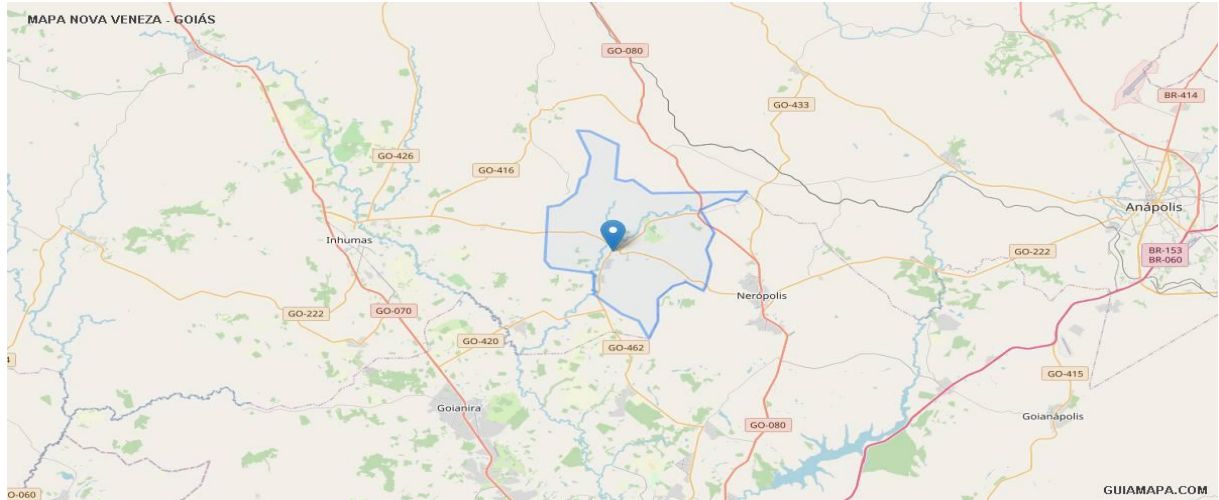 MAPA NOVA VENEZA - GOIÁS
GO-080
BR-414
GO-433
GO-426
GO-416
Anápolis
Inhumas
BR-153
BR-060
GO-222
Nerópolis
GO-070
GO-222
GO-420
GO-462
4
GO-415
Goianira
Goianápolis
GO-080
GO-060
GUIAMAPA.COM